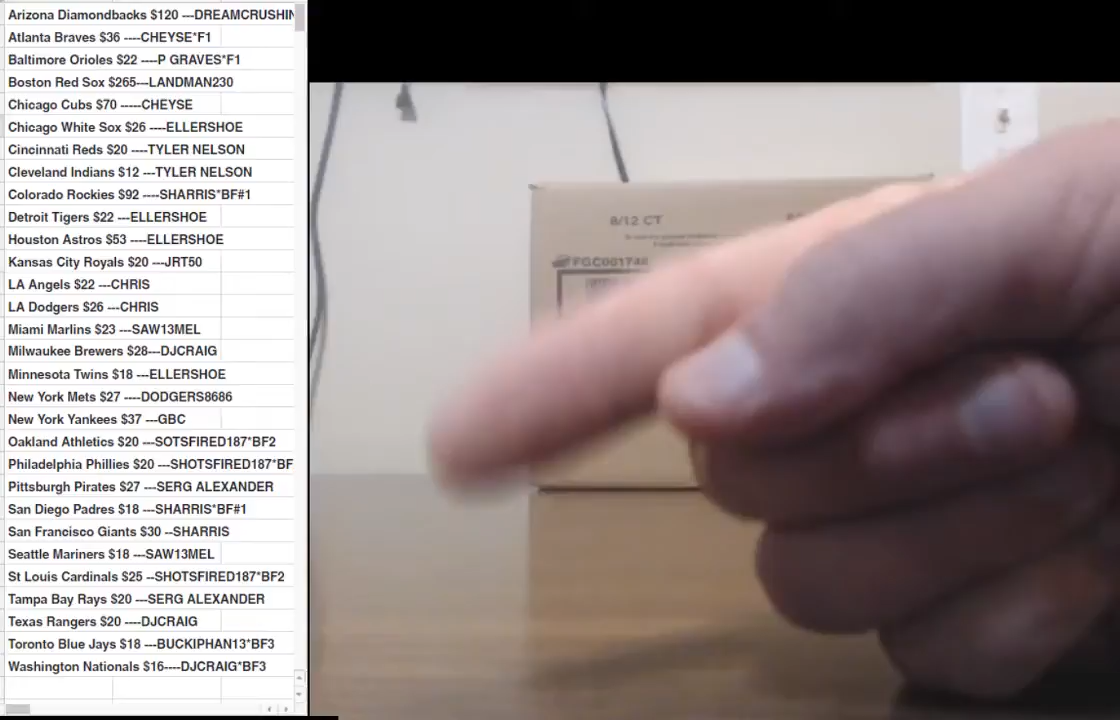 Arizona Diamondbacks $120 ---DREAMCRUSHIN
Atlanta Braves $36 ----CHEYSE*F1
Baltimore Orioles $22 ----P GRAVES*F1
Boston Red Sox $265---LANDMAN230
Chicago Cubs $70 -----CHEYSE
Chicago White Sox $26 ----ELLERSHOE
Cincinnati Reds $20 ----TYLER NELSON
Cleveland Indians $12 ---TYLER NELSON
Colorado Rockies $92 ----SHARRIS*BF#1
Detroit Tigers $22 ---ELLERSHOE
Houston Astros $53 ----ELLERSHOE
Kansas City Royals $20 ---JRT50
LA Angels $22 ---CHRIS
LA Dodgers $26 ---CHRIS
Miami Marlins $23 ---SAW13MEL
Milwaukee Brewers $28---DJCRAIG
Minnesota Twins $18 ---ELLERSHOE
New York Mets $27 ----DODGERS8686
New York Yankees $37 ---GBC
Oakland Athletics $20 ---SOTSFIRED187*BF2
Philadelphia Phillies $20 ---SHOTSFIRED187*BF
Pittsburgh Pirates $27 ---SERG ALEXANDER
San Diego Padres $18 ---SHARRIS*BF#1
San Francisco Giants $30 --SHARRIS
Seattle Mariners $18 ---SAW13MEL
St Louis Cardinals $25 --SHOTSFIRED187*BF2
Tampa Bay Rays $20 ---SERG ALEXANDER
Texas Rangers $20 ----DJCRAIG
Toronto Blue Jays $18 ---BUCKIPHAN13*BF3
Washington Nationals $16----DJCRAIG*BF3
8/12 CT
FGC001746